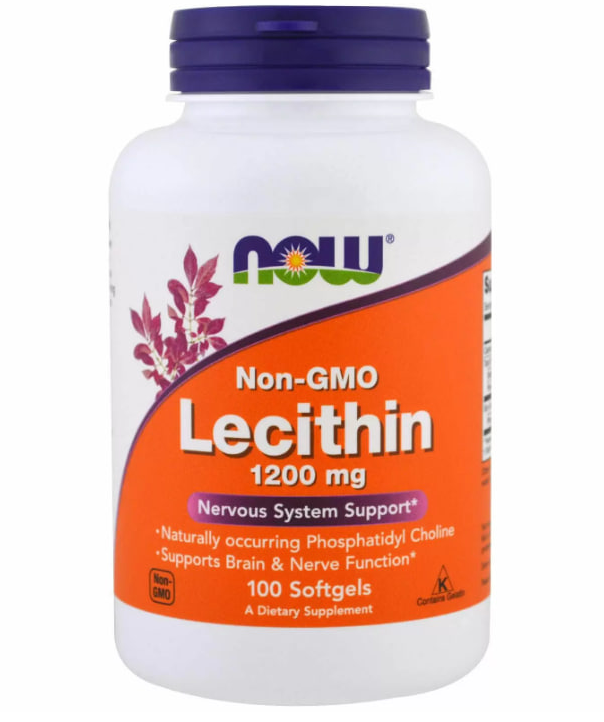 NOW®
Non-GMO
Lecithin
1200 mg
Nervous System Support*
•Naturally occurring Phosphatidyl Choline
•Supports Brain & Nerve Function*
100 Softgels
A Dietary Supplement
Non-
GMO
K
Contains Gelatin